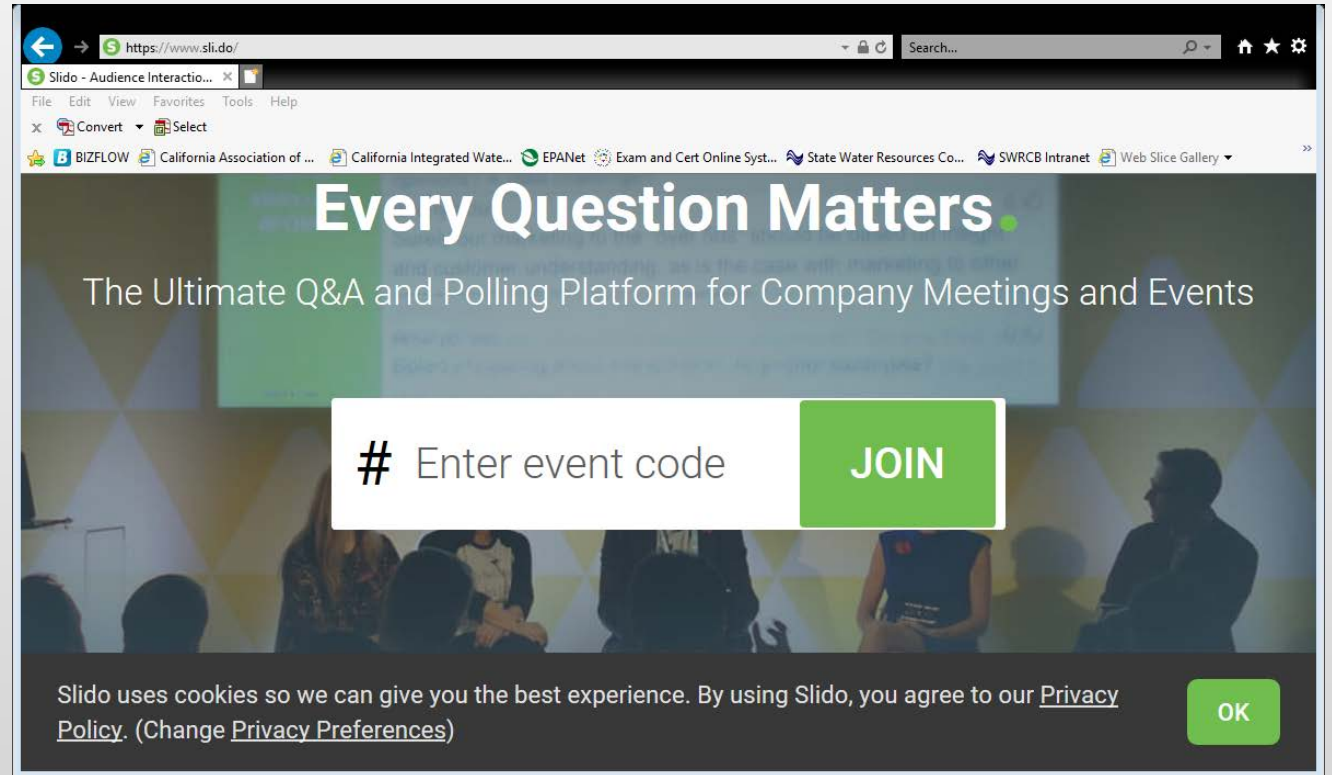 https://www.sli.do/
Search...
Slido - Audience Interactio...
File Edit View Favorites Tools Help
x Convert Select
BIZFLOW California Association of ... California Integrated Wate... EPANet Exam and Cert Online Syst... State Water Resources Co... SWRCB Intranet Web Slice Gallery
Every Question Matters.
The Ultimate Q&A and Polling Platform for Company Meetings and Events
# Enter event code JOIN
Slido uses cookies so we can give you the best experience. By using Slido, you agree to our Privacy
Policy. (Change Privacy Preferences)
OK